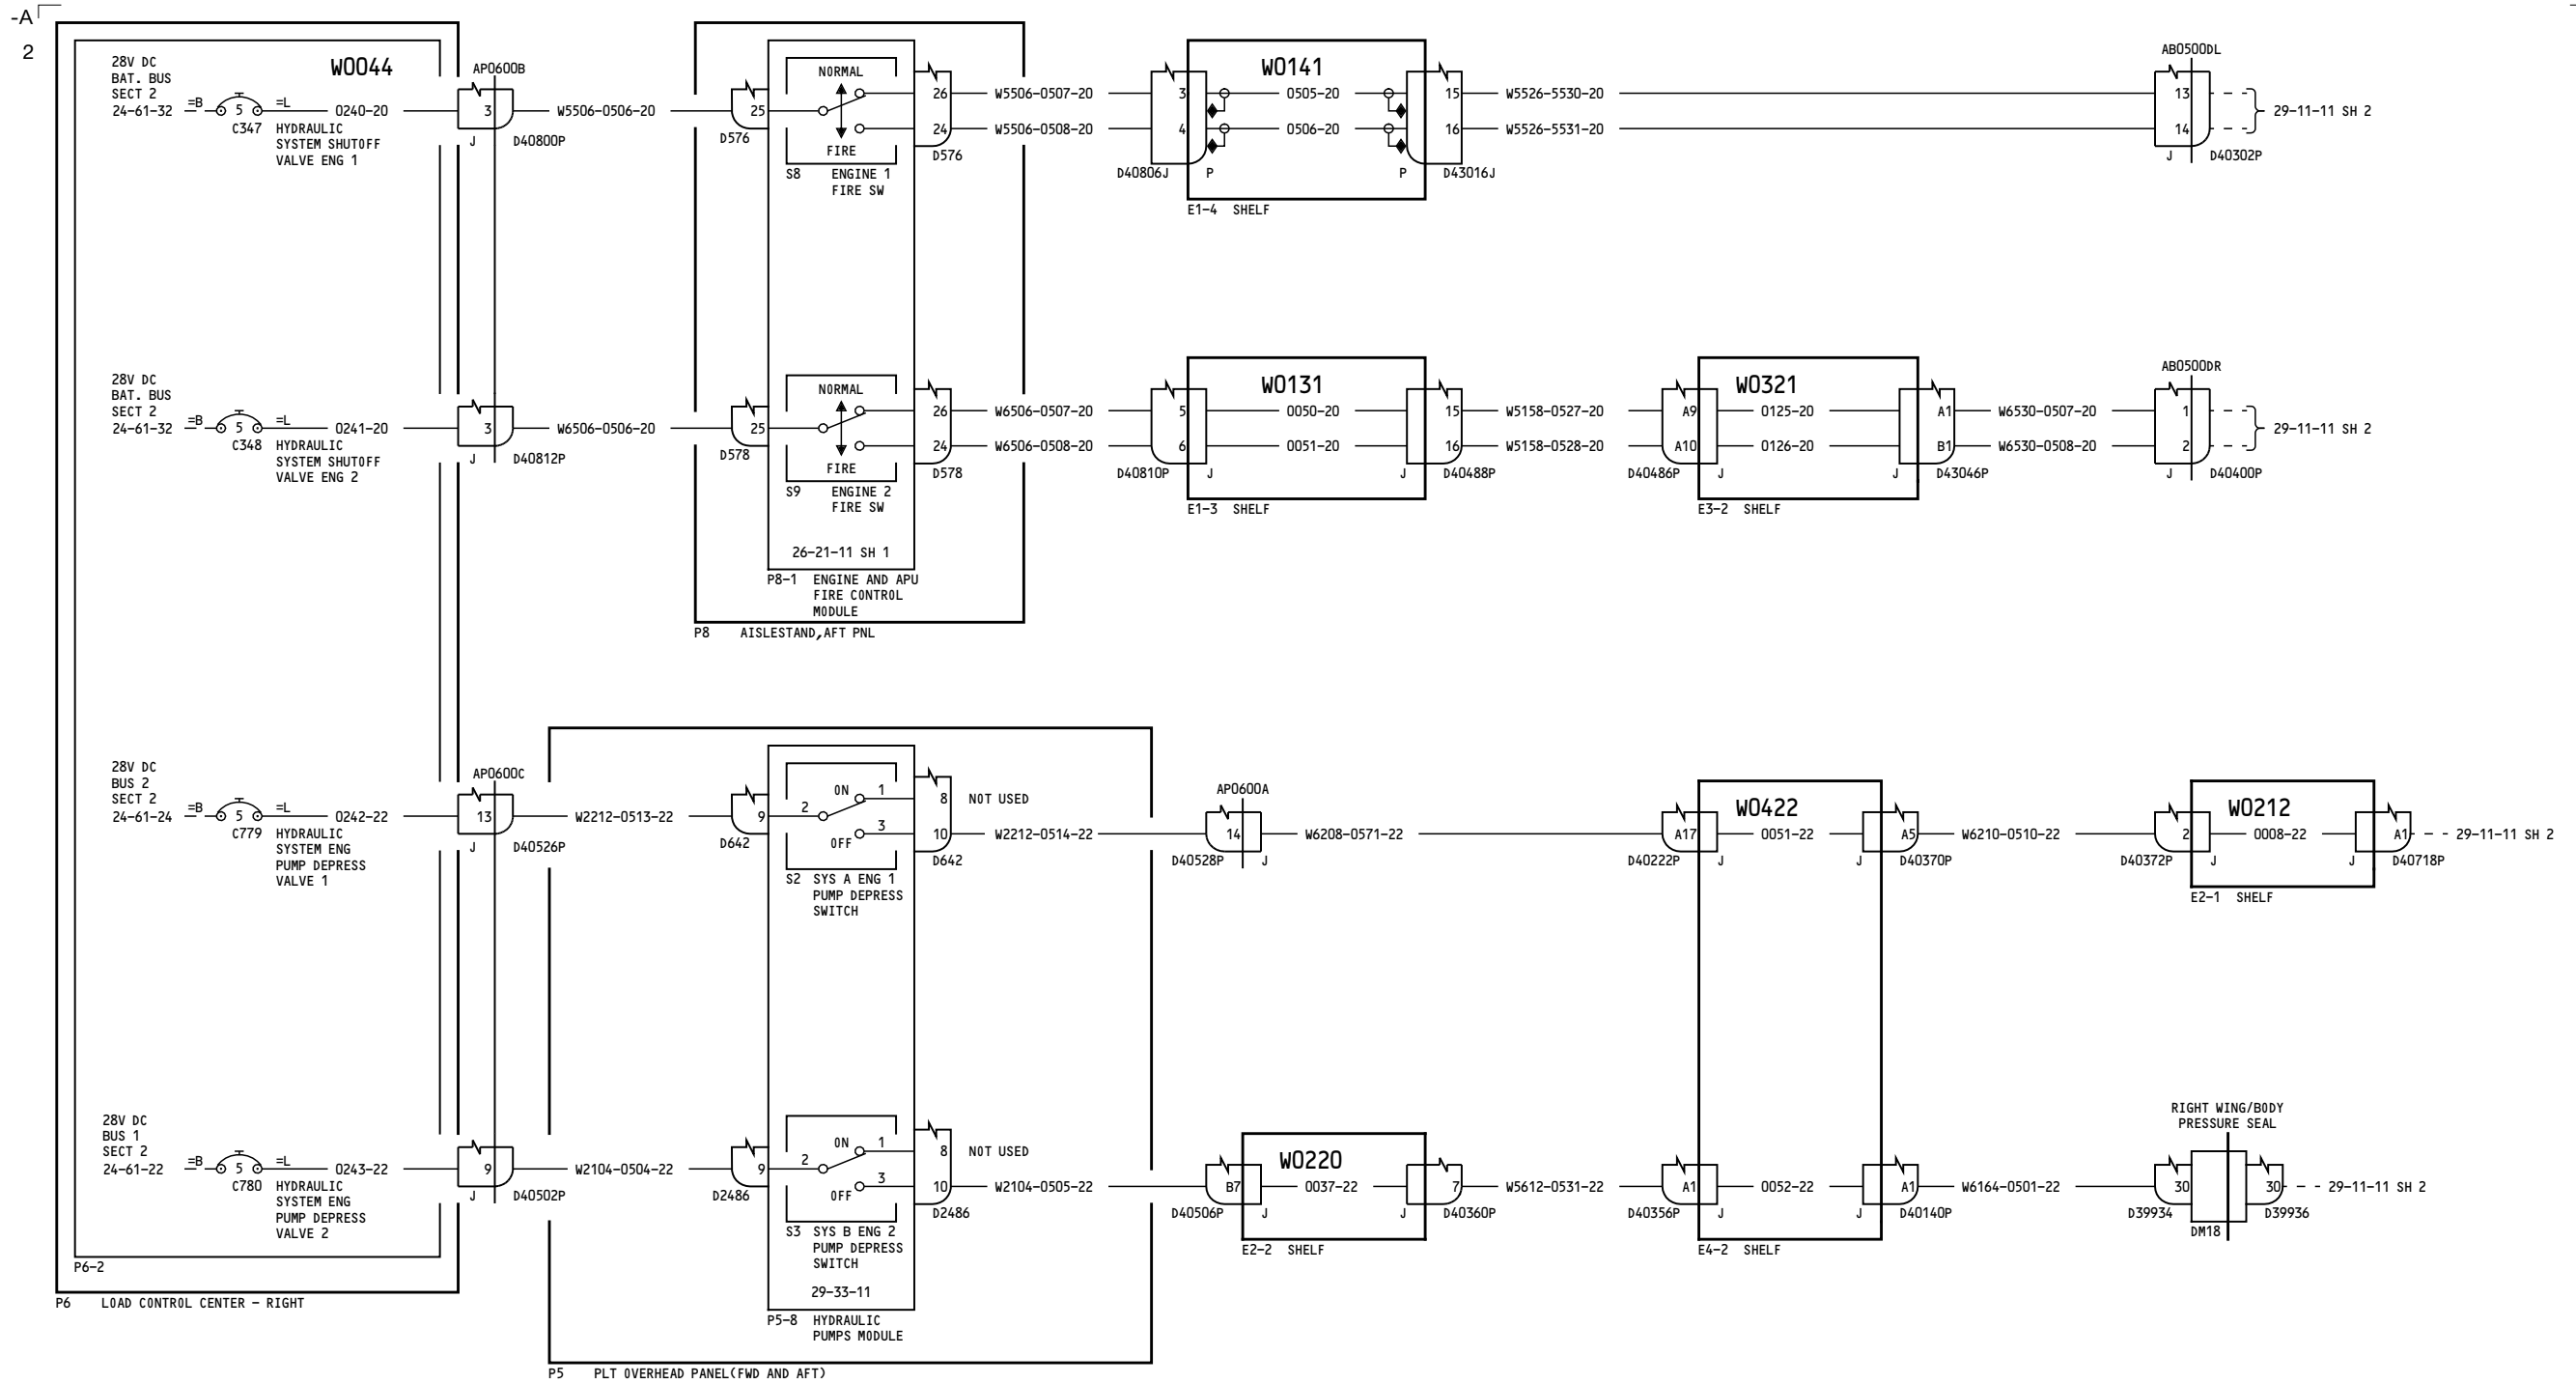 -A
2
28V DC
BAT. BUS
SECT 2
24-61-32
=B
5
=L
C347
HYDRAULIC
SYSTEM SHUTOFF
VALVE ENG 1
W0044
0240-20
AP0600B
3
J
D40800P
W5506-0506-20
D576
25
NORMAL
FIRE
S8
ENGINE 1
FIRE SW
26
24
D576
W5506-0507-20
W5506-0508-20
3
4
D40806J
P
W0141
0505-20
0506-20
P
15
16
D43016J
E1-4 SHELF
W5526-5530-20
W5526-5531-20
AB0500DL
13
14
J
D40302P
29-11-11 SH 2
28V DC
BAT. BUS
SECT 2
24-61-32
=B
5
=L
C348
HYDRAULIC
SYSTEM SHUTOFF
VALVE ENG 2
0241-20
3
J
D40812P
W6506-0506-20
D578
25
NORMAL
FIRE
S9
ENGINE 2
FIRE SW
26
24
D578
26-21-11 SH 1
P8-1 ENGINE AND APU
FIRE CONTROL
MODULE
P8 AISLESTAND,AFT PNL
W6506-0507-20
W6506-0508-20
5
6
D40810P
J
W0131
0050-20
0051-20
J
15
16
D40488P
E1-3 SHELF
W5158-0527-20
W5158-0528-20
A9
A10
D40486P
J
W0321
0125-20
0126-20
J
A1
B1
D43046P
E3-2 SHELF
W6530-0507-20
W6530-0508-20
AB0500DR
1
2
J
D40400P
29-11-11 SH 2
28V DC
BUS 2
SECT 2
24-61-24
=B
5
=L
C779
HYDRAULIC
SYSTEM ENG
PUMP DEPRESS
VALVE 1
0242-22
AP0600C
13
J
D40526P
W2212-0513-22
D642
9
2
ON
1
3
OFF
S2 SYS A ENG 1
PUMP DEPRESS
SWITCH
8
NOT USED
10
D642
W2212-0514-22
AP0600A
14
D40528P
J
W6208-0571-22
A17
D40222P
J
W0422
0051-22
J
A5
D40370P
W6210-0510-22
2
D40372P
J
W0212
0008-22
J
A1
D40718P
E2-1 SHELF
29-11-11 SH 2
28V DC
BUS 1
SECT 2
24-61-22
=B
5
=L
C780
HYDRAULIC
SYSTEM ENG
PUMP DEPRESS
VALVE 2
0243-22
9
J
D40502P
P6-2
P6 LOAD CONTROL CENTER - RIGHT
W2104-0504-22
D2486
9
2
ON
1
3
OFF
S3 SYS B ENG 2
PUMP DEPRESS
SWITCH
29-33-11
8
NOT USED
10
D2486
P5-8 HYDRAULIC
PUMPS MODULE
P5 PLT OVERHEAD PANEL(FWD AND AFT)
W2104-0505-22
B7
D40506P
J
W0220
0037-22
J
7
D40360P
E2-2 SHELF
W5612-0531-22
A1
D40356P
J
0052-22
J
A1
D40140P
E4-2 SHELF
W6164-0501-22
RIGHT WING/BODY
PRESSURE SEAL
30
D39934
DM18
30
D39936
29-11-11 SH 2